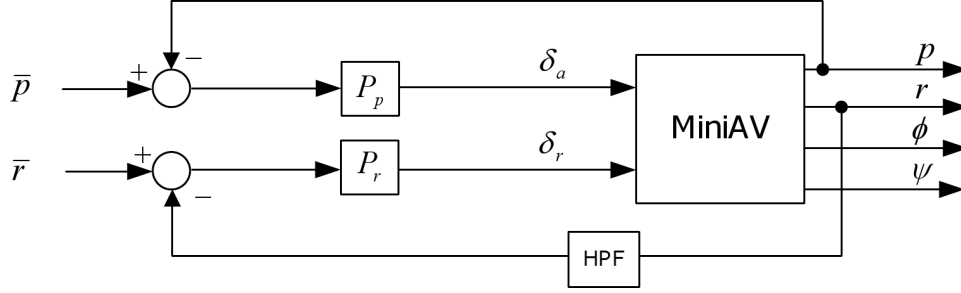 p
p̅ + − P_p δ_a
r
MiniAV
ϕ
r̅ + − P_r δ_r
ψ
HPF